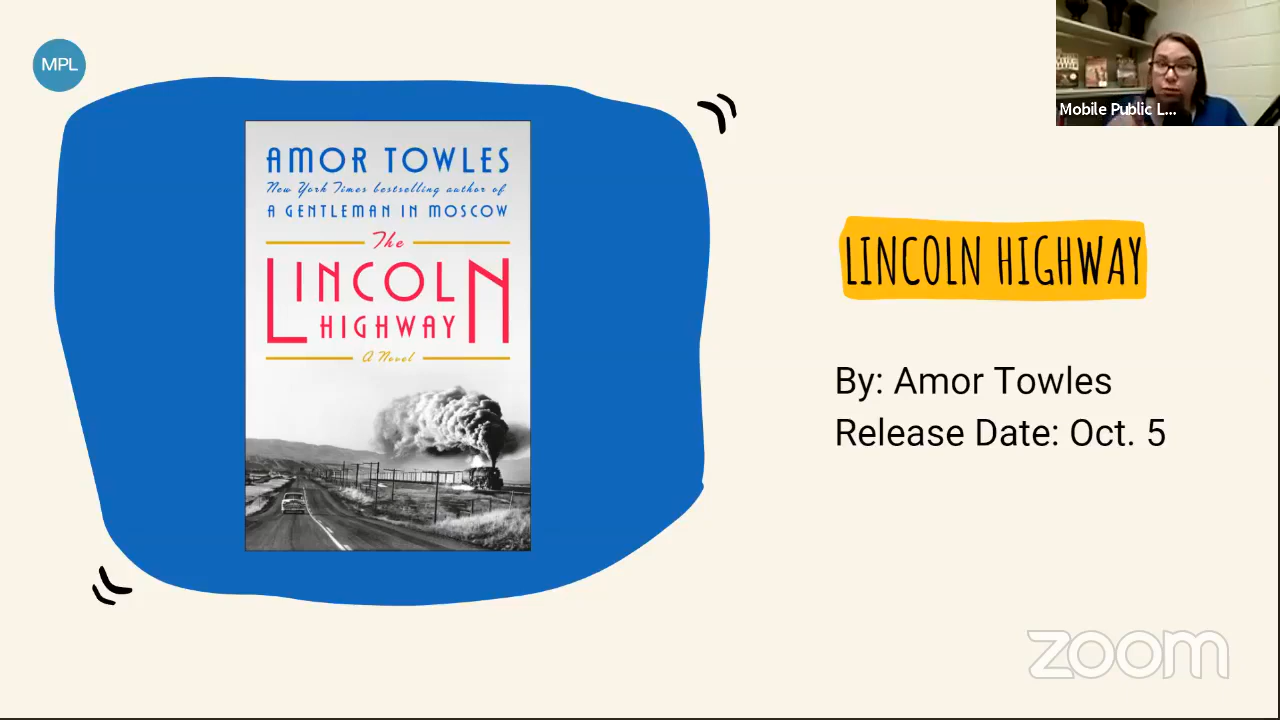 MPL
AMOR TOWLES
New York Times bestselling author of
A GENTLEMAN IN MOSCOW
The
LINCOLN
HIGHWAY
A Novel
Mobile Public L...
LINCOLN HIGHWAY
By: Amor Towles
Release Date: Oct. 5
zoom